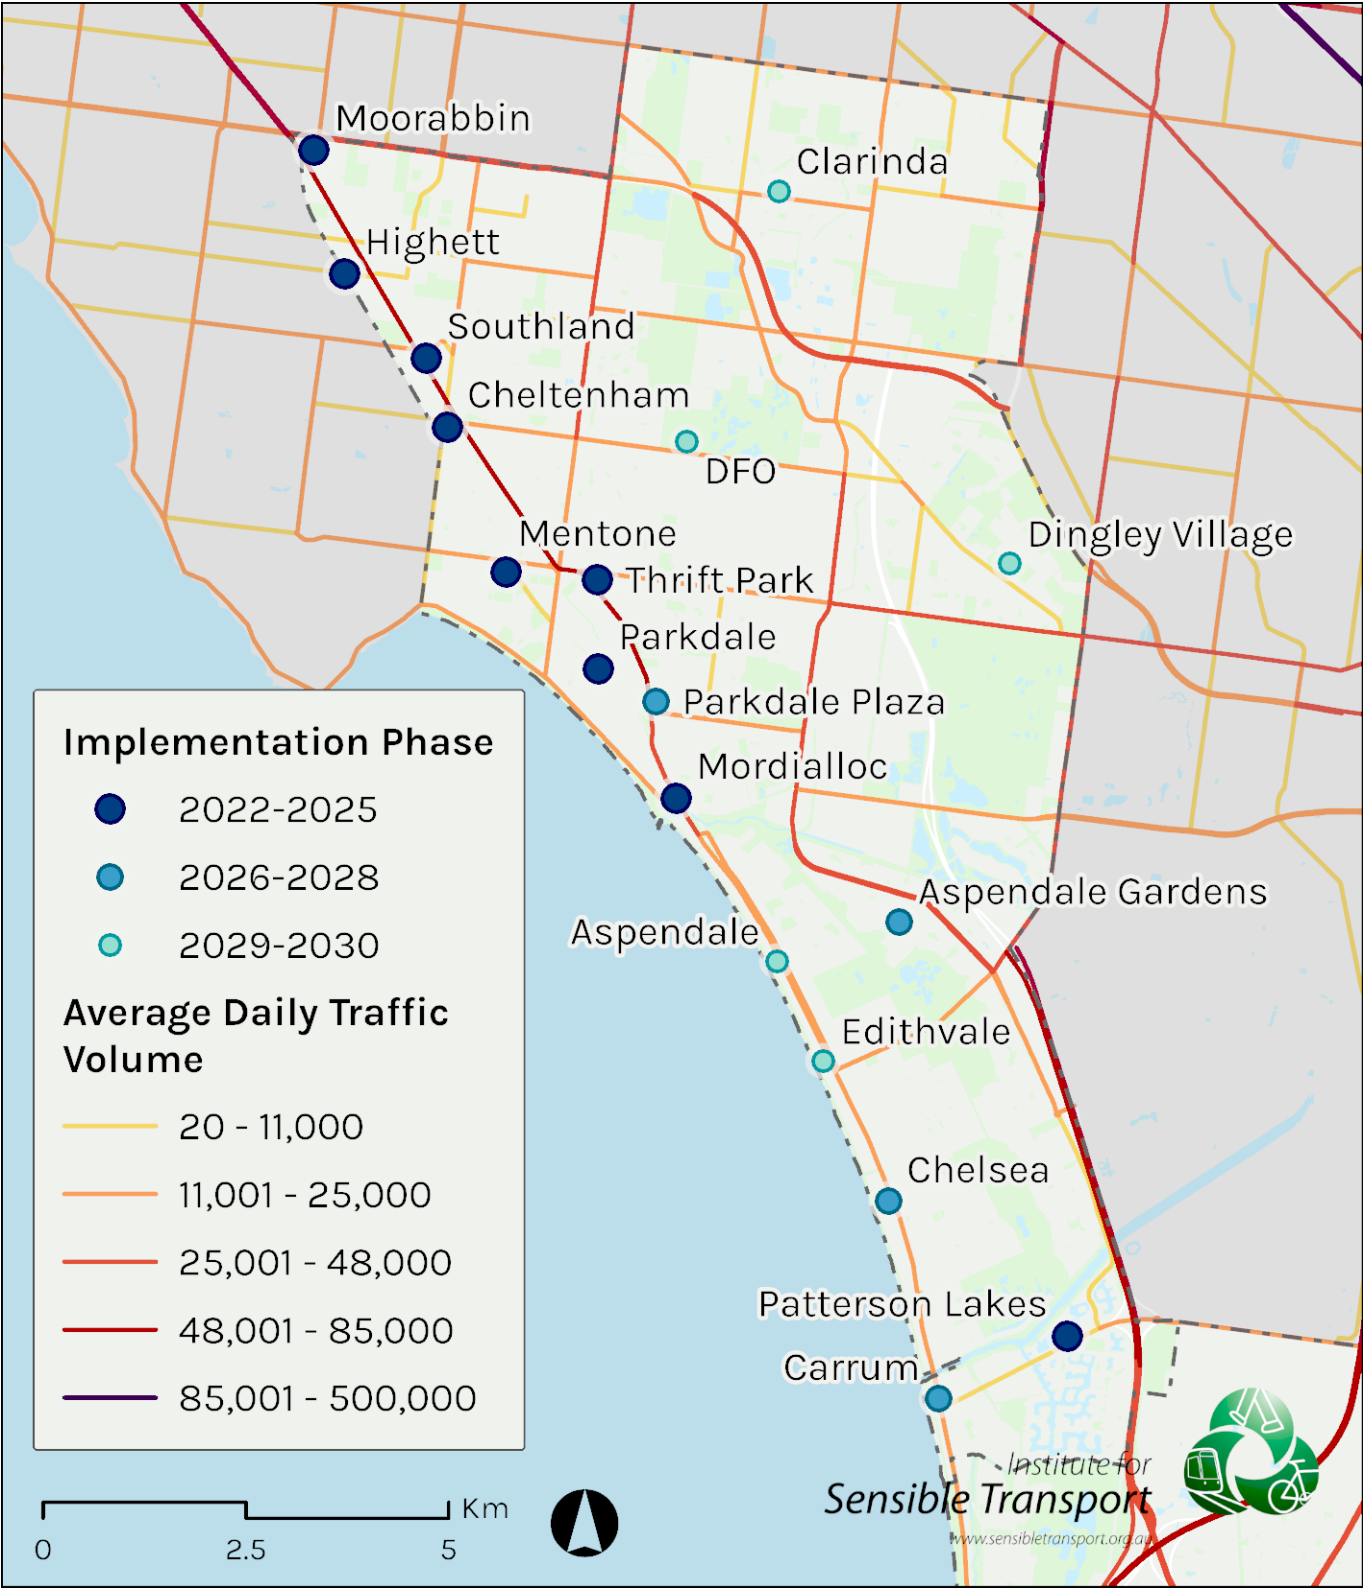 Moorabbin
Clarinda
Highett
Southland
Cheltenham
DFO
Mentone
Dingley Village
Thrift Park
Parkdale
Parkdale Plaza
Mordialloc
Aspendale Gardens
Aspendale
Edithvale
Chelsea
Patterson Lakes
Carrum
Implementation Phase
2022-2025
2026-2028
2029-2030
Average Daily Traffic
Volume
20 - 11,000
11,001 - 25,000
25,001 - 48,000
48,001 - 85,000
85,001 - 500,000
Km
0 2.5 5
Institute for
Sensible Transport
www.sensibletransport.org.au